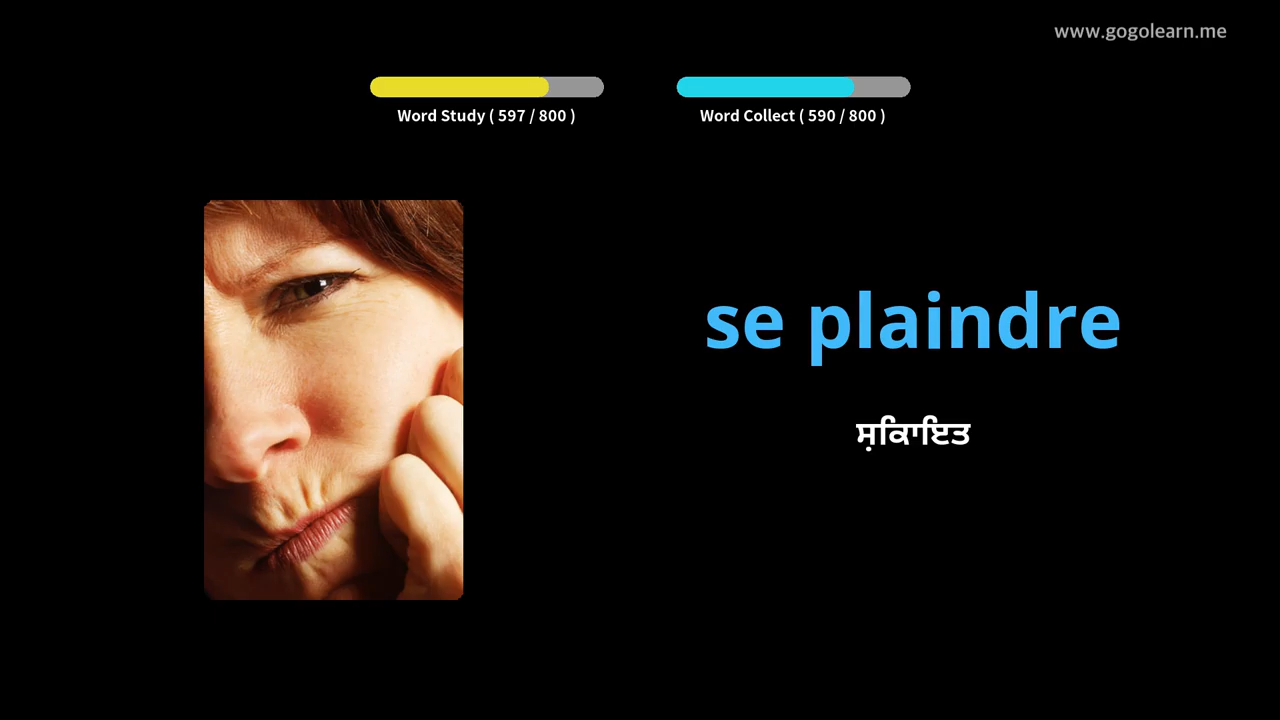 www.gogolearn.me
Word Study ( 597 / 800 )
Word Collect ( 590 / 800 )
se plaindre
ਸ਼ਿਕਾਇਤ